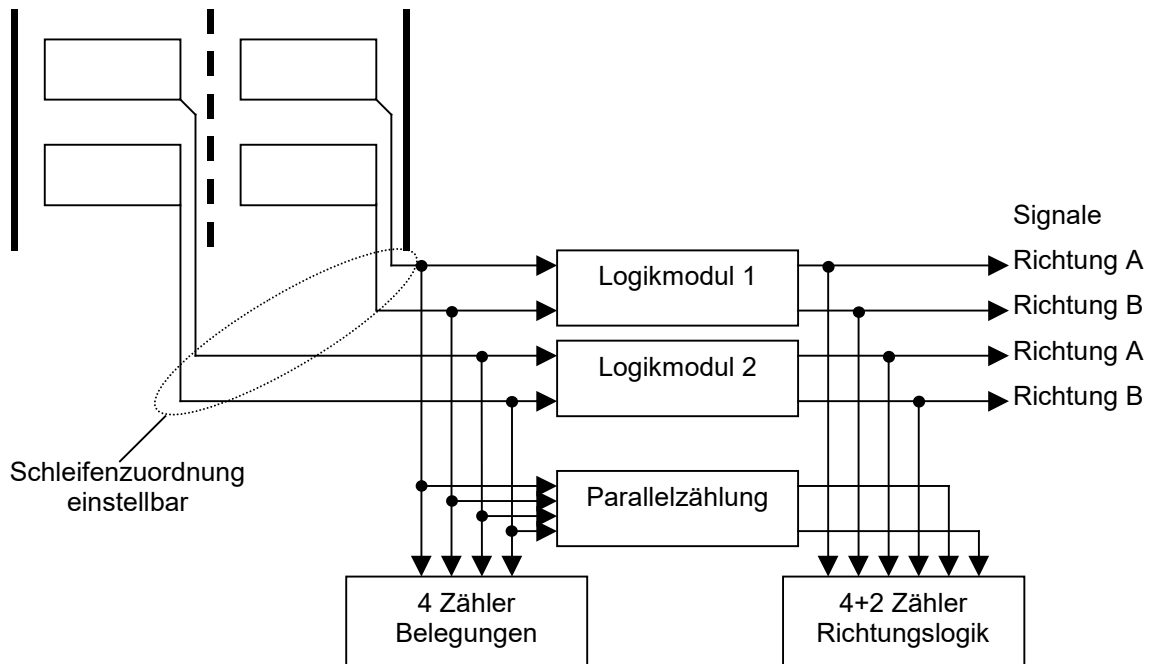 Signale
Logikmodul 1
Richtung A
Richtung B
Logikmodul 2
Richtung A
Richtung B
Schleifenzuordnung
einstellbar
Parallelzählung
4 Zähler
Belegungen
4+2 Zähler
Richtungslogik